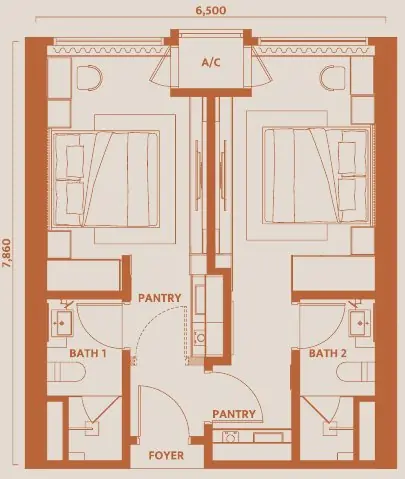 6,500
A/C
7,860
PANTRY
BATH 1
BATH 2
PANTRY
FOYER